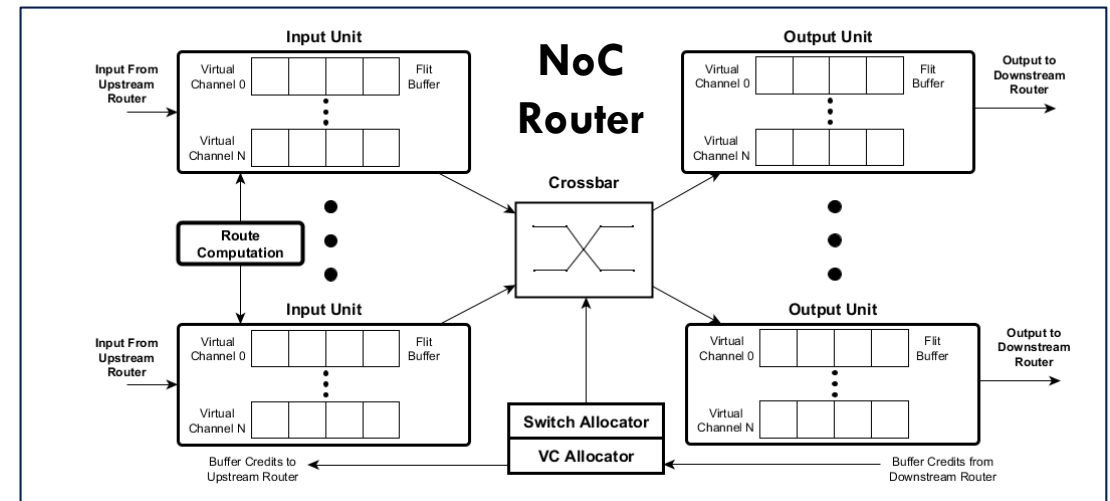 Input Unit
NoC
Router
Output Unit
Input From
Upstream
Router
Virtual
Channel 0
Flit
Buffer
Virtual
Channel N
Virtual
Channel 0
Flit
Buffer
Virtual
Channel N
Output to
Downstream
Router
Crossbar
Route
Computation
Input Unit
Output Unit
Input From
Upstream
Router
Virtual
Channel 0
Flit
Buffer
Virtual
Channel N
Virtual
Channel 0
Flit
Buffer
Virtual
Channel N
Output to
Downstream
Router
Switch Allocator
VC Allocator
Buffer Credits to
Upstream Router
Buffer Credits from
Downstream Router